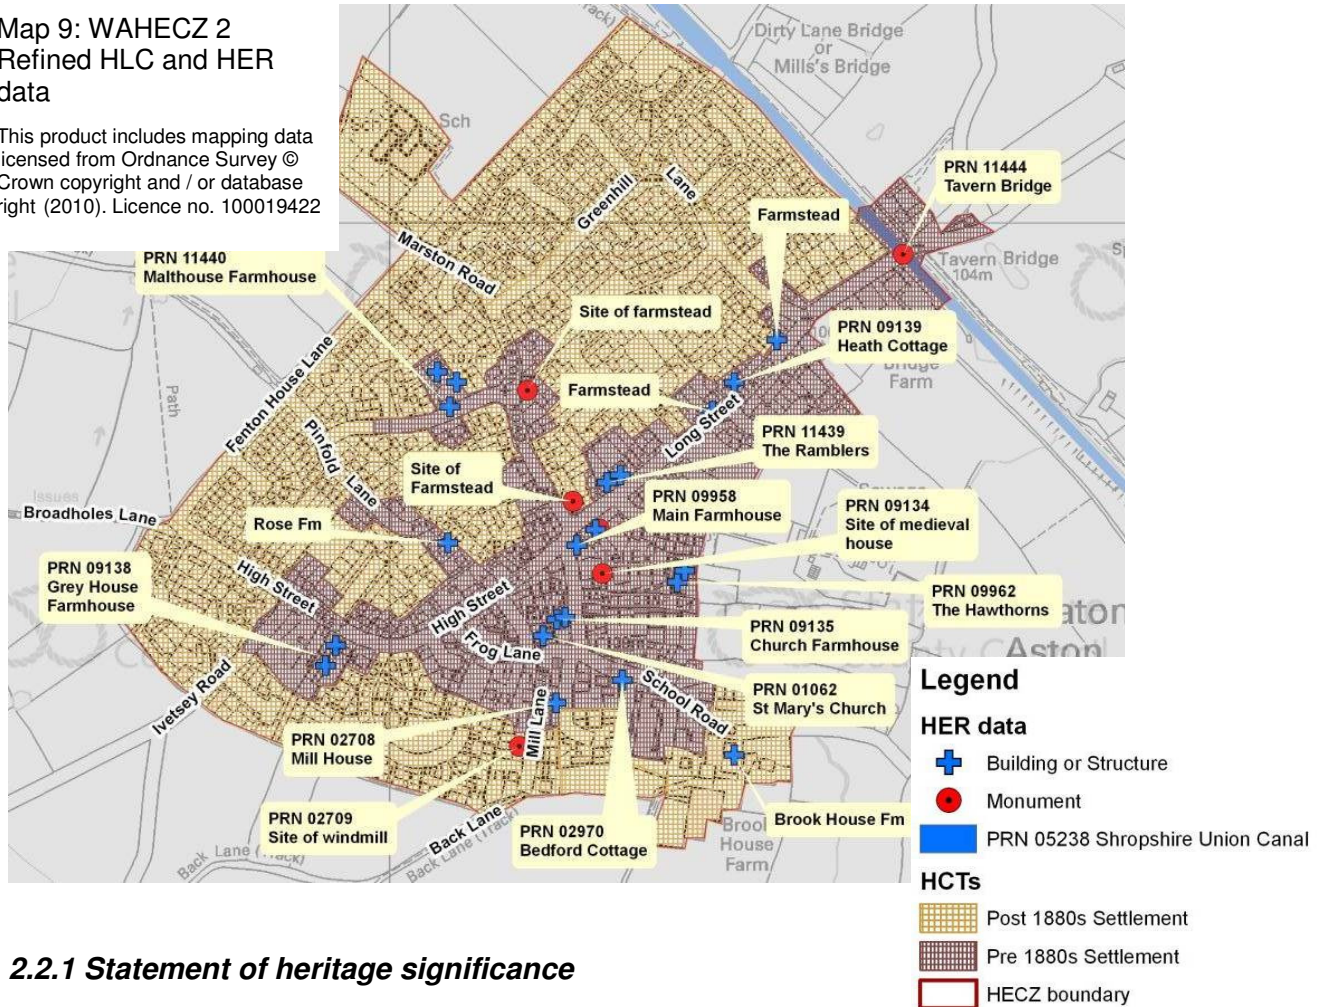 Map 9: WAHECZ 2
Refined HLC and HER
data
This product includes mapping data
licensed from Ordnance Survey ©
Crown copyright and / or database
right (2010). Licence no. 100019422
Dirty Lane Bridge
or
Mills's Bridge
Track)
Sch
PRN 11444
Tavern Bridge
Greenhill
Lane
Farmstead
Marston Road
Tavern Bridge
104m
PRN 11440
Malthouse Farmhouse
Site of farmstead
PRN 09139
Heath Cottage
Farm
Fenton House Lane
Path
Farmstead
Long Street
PRN 11439
The Ramblers
Pinfold
Lane
Site of
Farmstead
PRN 09958
Main Farmhouse
PRN 09134
Site of medieval
house
Issues
Broadholes Lane
Rose Fm
PRN 09138
Grey House
Farmhouse
High Street
High Street
PRN 09962
The Hawthorns
Frog Lane
PRN 09135
Church Farmhouse
aton
Aston
Ivetsey Road
School Road
PRN 01062
St Mary's Church
Mill Lane
PRN 02708
Mill House
PRN 02709
Site of windmill
Back Lane
Back Lane (Track)
Back Lane (Track)
PRN 02970
Bedford Cottage
Brook House Fm
Brook
House
Farm
Legend
HER data
Building or Structure
Monument
PRN 05238 Shropshire Union Canal
HCTs
Post 1880s Settlement
Pre 1880s Settlement
HECZ boundary
2.2.1 Statement of heritage significance